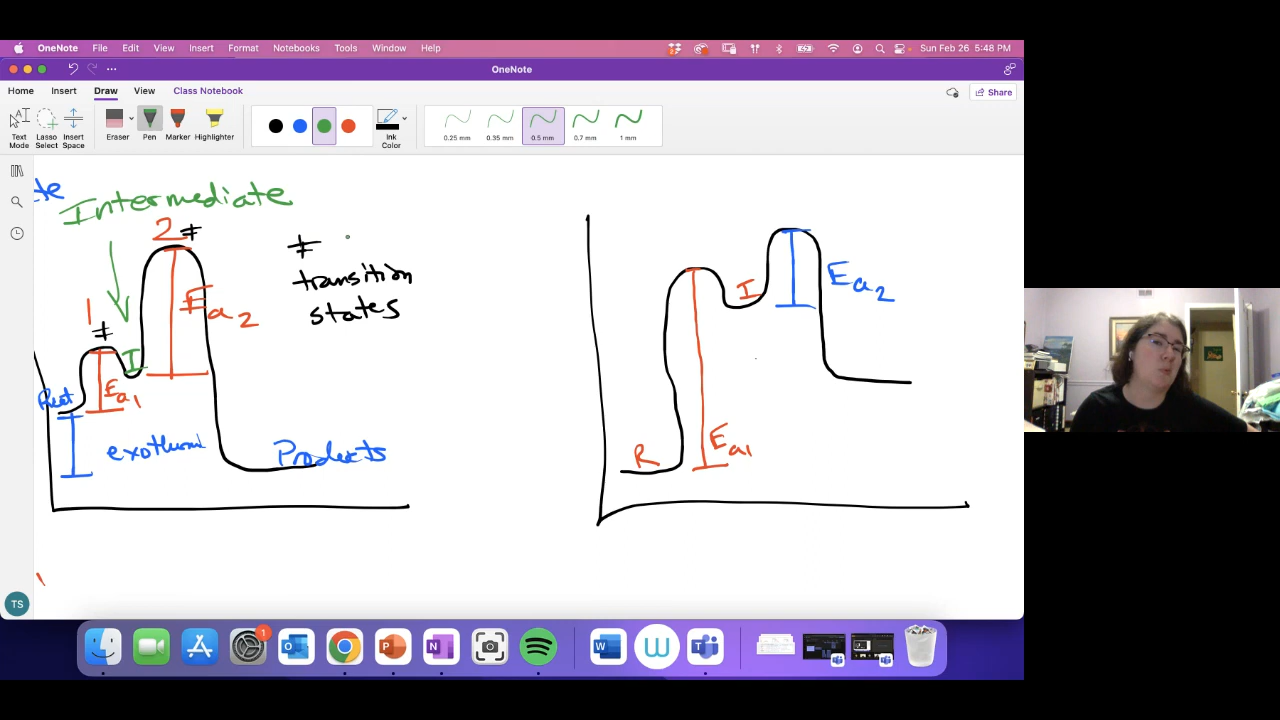 OneNote File Edit View Insert Format Notebooks Tools Window Help Sun Feb 26 5:48 PM
OneNote
Home Insert Draw View Class Notebook Share
Text Mode Lasso Select Insert Space Eraser Pen Marker Highlighter Ink Color 0.25 mm 0.35 mm 0.5 mm 0.7 mm 1 mm
Intermediate
2 ‡
‡
transition
states
1
‡
I
Ea1
Ea2
exotherm
Products
I
Ea2
R
Ea1
TS
1
W
P
N
W
T